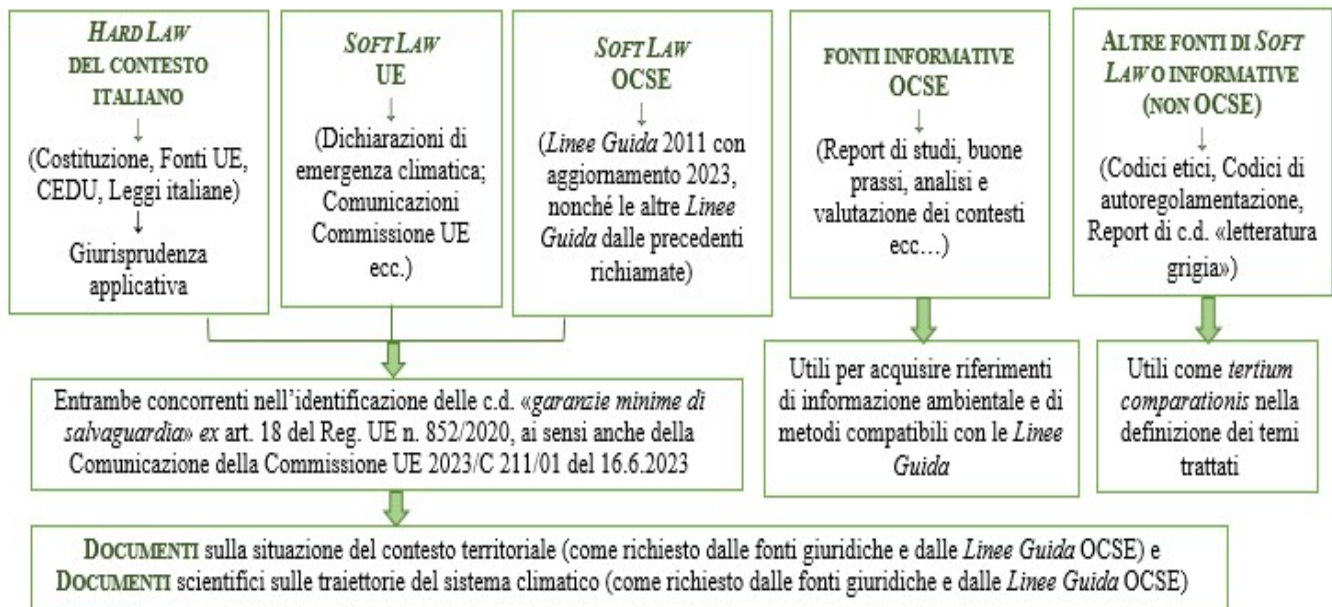 HARD LAW
DEL CONTESTO
ITALIANO
(Costituzione, Fonti UE,
CEDU, Leggi italiane)
Giurisprudenza
applicativa
SOFT LAW
UE
(Dichiarazioni di
emergenza climatica;
Comunicazioni
Commissione UE
ecc.)
SOFT LAW
OCSE
(Linee Guida 2011 con
aggiornamento 2023,
nonché le altre Linee
Guida dalle precedenti
richiamate)
FONTI INFORMATIVE
OCSE
(Report di studi, buone
prassi, analisi e
valutazione dei contesti
ecc…)
ALTRE FONTI DI SOFT
LAW O INFORMATIVE
(NON OCSE)
(Codici etici, Codici di
autoregolamentazione,
Report di c.d. «letteratura
grigia»)
Entrambe concorrenti nell’identificazione delle c.d. «garanzie minime di
salvaguardia» ex art. 18 del Reg. UE n. 852/2020, ai sensi anche della
Comunicazione della Commissione UE 2023/C 211/01 del 16.6.2023
Utili per acquisire riferimenti
di informazione ambientale e di
metodi compatibili con le Linee
Guida
Utili come tertium
comparationis nella
definizione dei temi
trattati
DOCUMENTI sulla situazione del contesto territoriale (come richiesto dalle fonti giuridiche e dalle Linee Guida OCSE) e
DOCUMENTI scientifici sulle traiettorie del sistema climatico (come richiesto dalle fonti giuridiche e dalle Linee Guida OCSE)